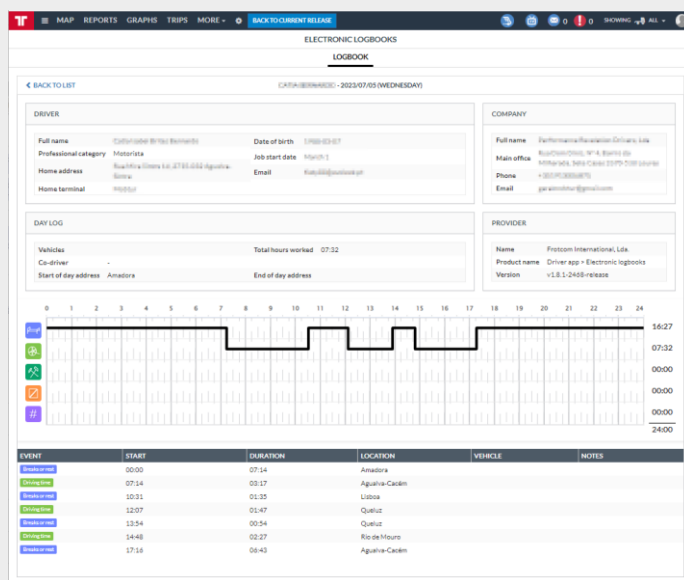 MAP REPORTS GRAPHS TRIPS MORE BACK TO CURRENT RELEASE 0 0 SHOWING ALL
ELECTRONIC LOGBOOKS
LOGBOOK
BACK TO LIST
- 2023/07/05 (WEDNESDAY)
DRIVER
Full name
Date of birth
Professional category Motorista
Job start date
Home address
Email
Home terminal
COMPANY
Full name
Main office
Phone
Email
DAY LOG
Vehicles
Total hours worked 07:32
Co-driver -
Start of day address Amadora
End of day address
PROVIDER
Name Frotcom International, Lda.
Product name Driver app > Electronic logbooks
Version v1.8.1-2468-release
0 1 2 3 4 5 6 7 8 9 10 11 12 13 14 15 16 17 18 19 20 21 22 23 24
16:27
07:32
00:00
00:00
# 00:00
24:00
EVENT START DURATION LOCATION VEHICLE NOTES
Breaks or rest 00:00 07:14 Amadora
Driving time 07:14 03:17 Agualva-Cacém
Breaks or rest 10:31 01:35 Lisboa
Driving time 12:07 01:47 Queluz
Breaks or rest 13:54 00:54 Queluz
Driving time 14:48 02:27 Rio de Mouro
Breaks or rest 17:16 06:43 Agualva-Cacém